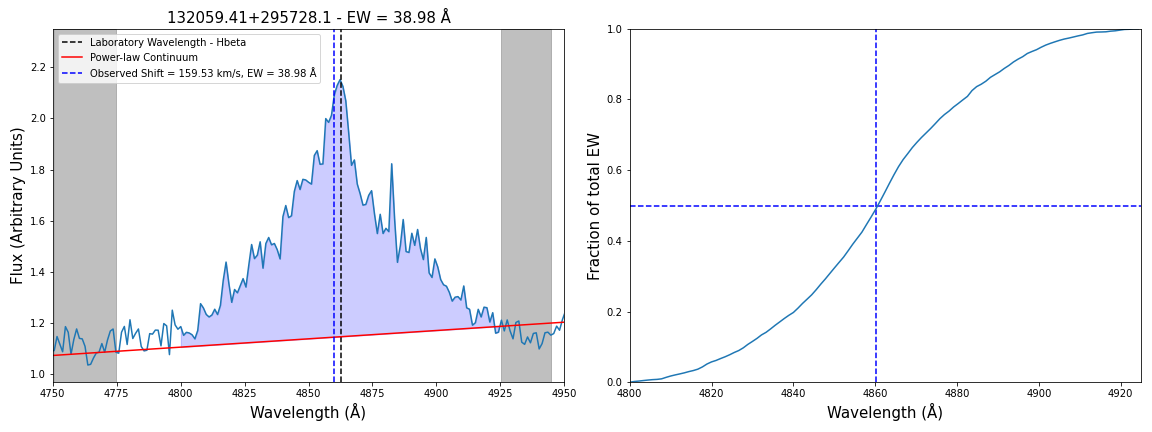 132059.41+295728.1 - EW = 38.98 Å
Laboratory Wavelength - Hbeta
Power-law Continuum
Observed Shift = 159.53 km/s, EW = 38.98 Å
Flux (Arbitrary Units)
2.2
2.0
1.8
1.6
1.4
1.2
1.0
4750 4775 4800 4825 4850 4875 4900 4925 4950
Wavelength (Å)
Fraction of total EW
1.0
0.8
0.6
0.4
0.2
0.0
4800 4820 4840 4860 4880 4900 4920
Wavelength (Å)